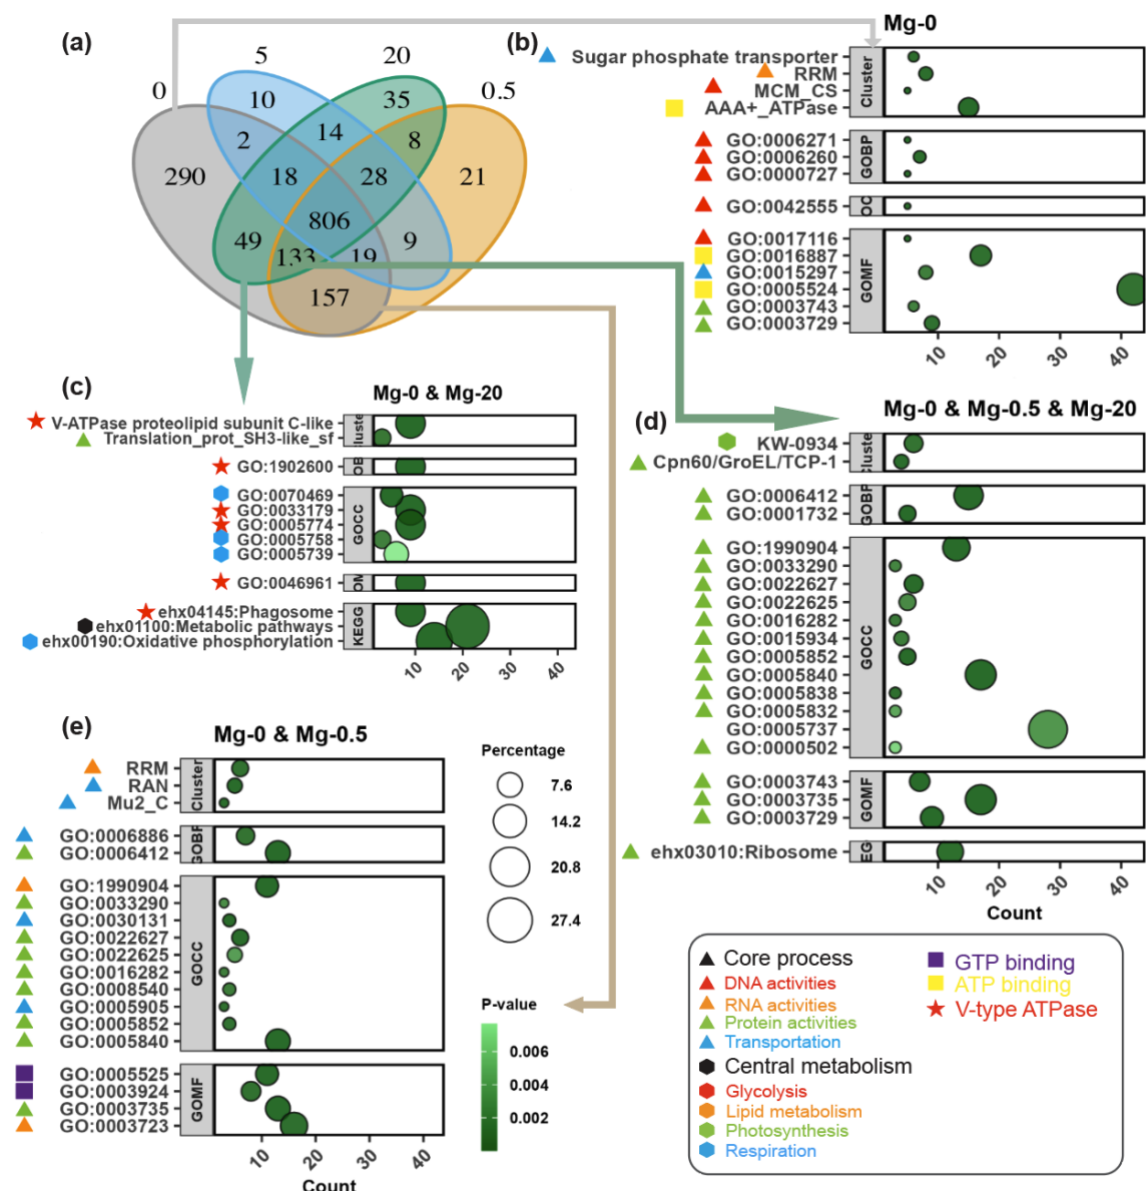 (a)
0
5
20
0.5
10
35
2
14
8
290
18
28
21
806
49
133
19
9
157
(b)
Mg-0
Sugar phosphate transporter
RRM
MCM_CS
AAA+_ATPase
Cluster
GO:0006271
GO:0006260
GO:0000727
GOBP
GO:0042555
GO:0017116
GO:0016887
GO:0015297
GO:0005524
GO:0003743
GO:0003729
GOMF
10
20
30
40
(c)
Mg-0 & Mg-20
V-ATPase proteolipid subunit C-like
Translation_prot_SH3-like_sf
GO:1902600
GO:0070469
GO:0033179
GO:0005774
GO:0005758
GO:0005739
GOCC
GO:0046961
ehx04145:Phagosome
ehx01100:Metabolic pathways
ehx00190:Oxidative phosphorylation
KEGG
10
20
30
40
(d)
Mg-0 & Mg-0.5 & Mg-20
KW-0934
Cpn60/GroEL/TCP-1
GO:0006412
GO:0001732
GOBP
GO:1990904
GO:0033290
GO:0022627
GO:0022625
GO:0016282
GO:0015934
GO:0005852
GO:0005840
GO:0005838
GO:0005832
GO:0005737
GO:0000502
GOCC
GO:0003743
GO:0003735
GO:0003729
GOMF
ehx03010:Ribosome
10
20
30
40
Count
(e)
Mg-0 & Mg-0.5
RRM
RAN
Mu2_C
Cluster
GO:0006886
GO:0006412
GOBP
GO:1990904
GO:0033290
GO:0030131
GO:0022627
GO:0022625
GO:0016282
GO:0008540
GO:0005905
GO:0005852
GO:0005840
GOCC
GO:0005525
GO:0003924
GO:0003735
GO:0003723
GOMF
10
20
30
40
Count
Percentage
7.6
14.2
20.8
27.4
P-value
0.006
0.004
0.002
Core process
DNA activities
RNA activities
Protein activities
Transportation
Central metabolism
Glycolysis
Lipid metabolism
Photosynthesis
Respiration
GTP binding
ATP binding
V-type ATPase